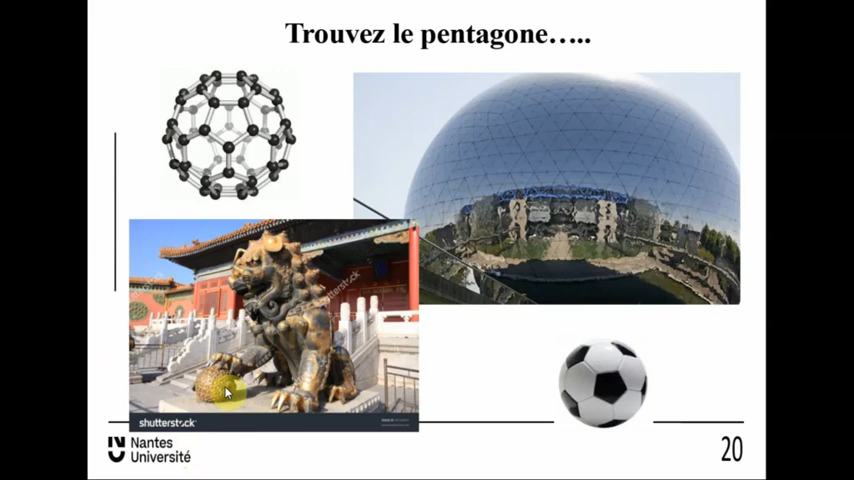 Trouvez le pentagone…..
shutterstock
shutterstock
Nantes
Université
20